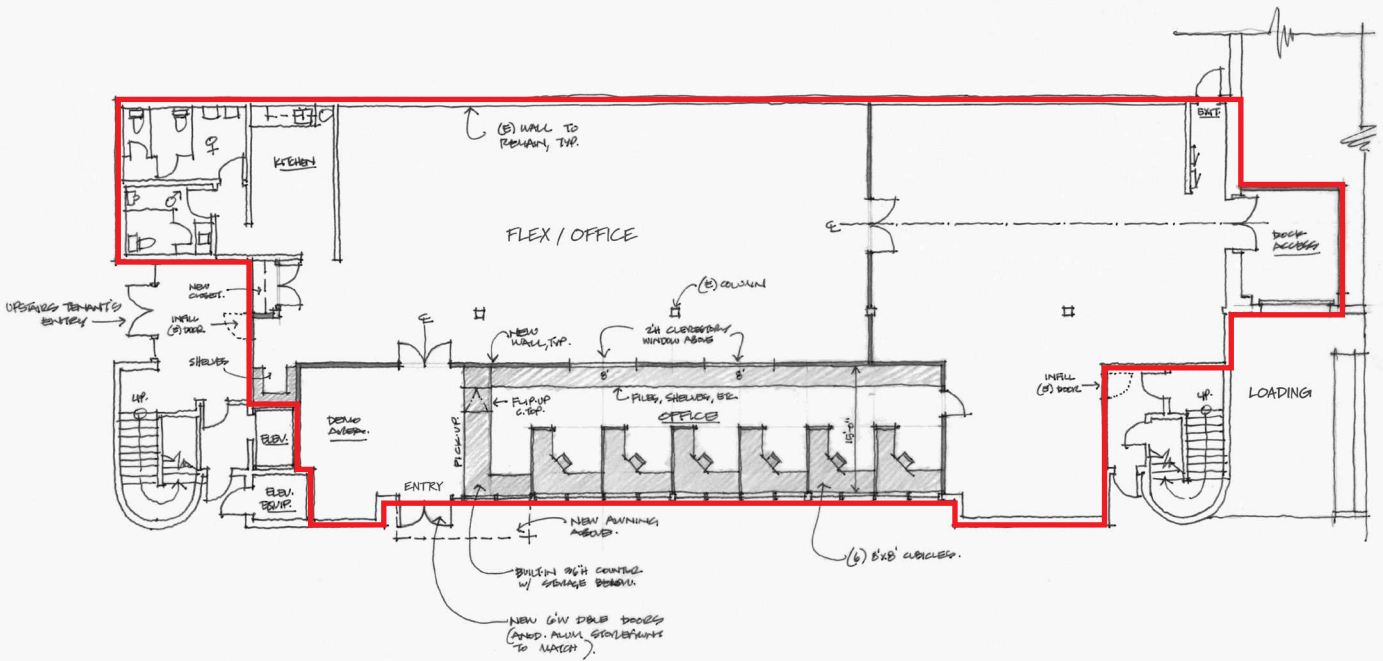 EXIT.
(E) WALL TO
REMAIN, TYP.
KITCHEN
FLEX / OFFICE
DOCK
ACCESS
NEW
CLOSET.
(E) COLUMN
UPSTAIRS TENANT'S
ENTRY
INFILL
(E) DOOR
NEW
WALL, TYP.
2'H CLERESTORY
WINDOW ABOVE
SHELVES
8'
8'
INFILL
(E) DOOR
UP.
FLIP-UP
C.TOP.
FILES, SHELVES, ETC.
OFFICE
UP.
LOADING
DEMO
AREA.
PICK-UP
15'-0"
ELEV.
ELEV.
EQUIP.
ENTRY
NEW AWNING
ABOVE.
(6) 8'x8' CUBICLES.
BUILT-IN 36"H COUNTER
W/ STORAGE BELOW.
NEW 6'W DBLE DOORS
(ANOD. ALUM. STOREFRONT
TO MATCH).